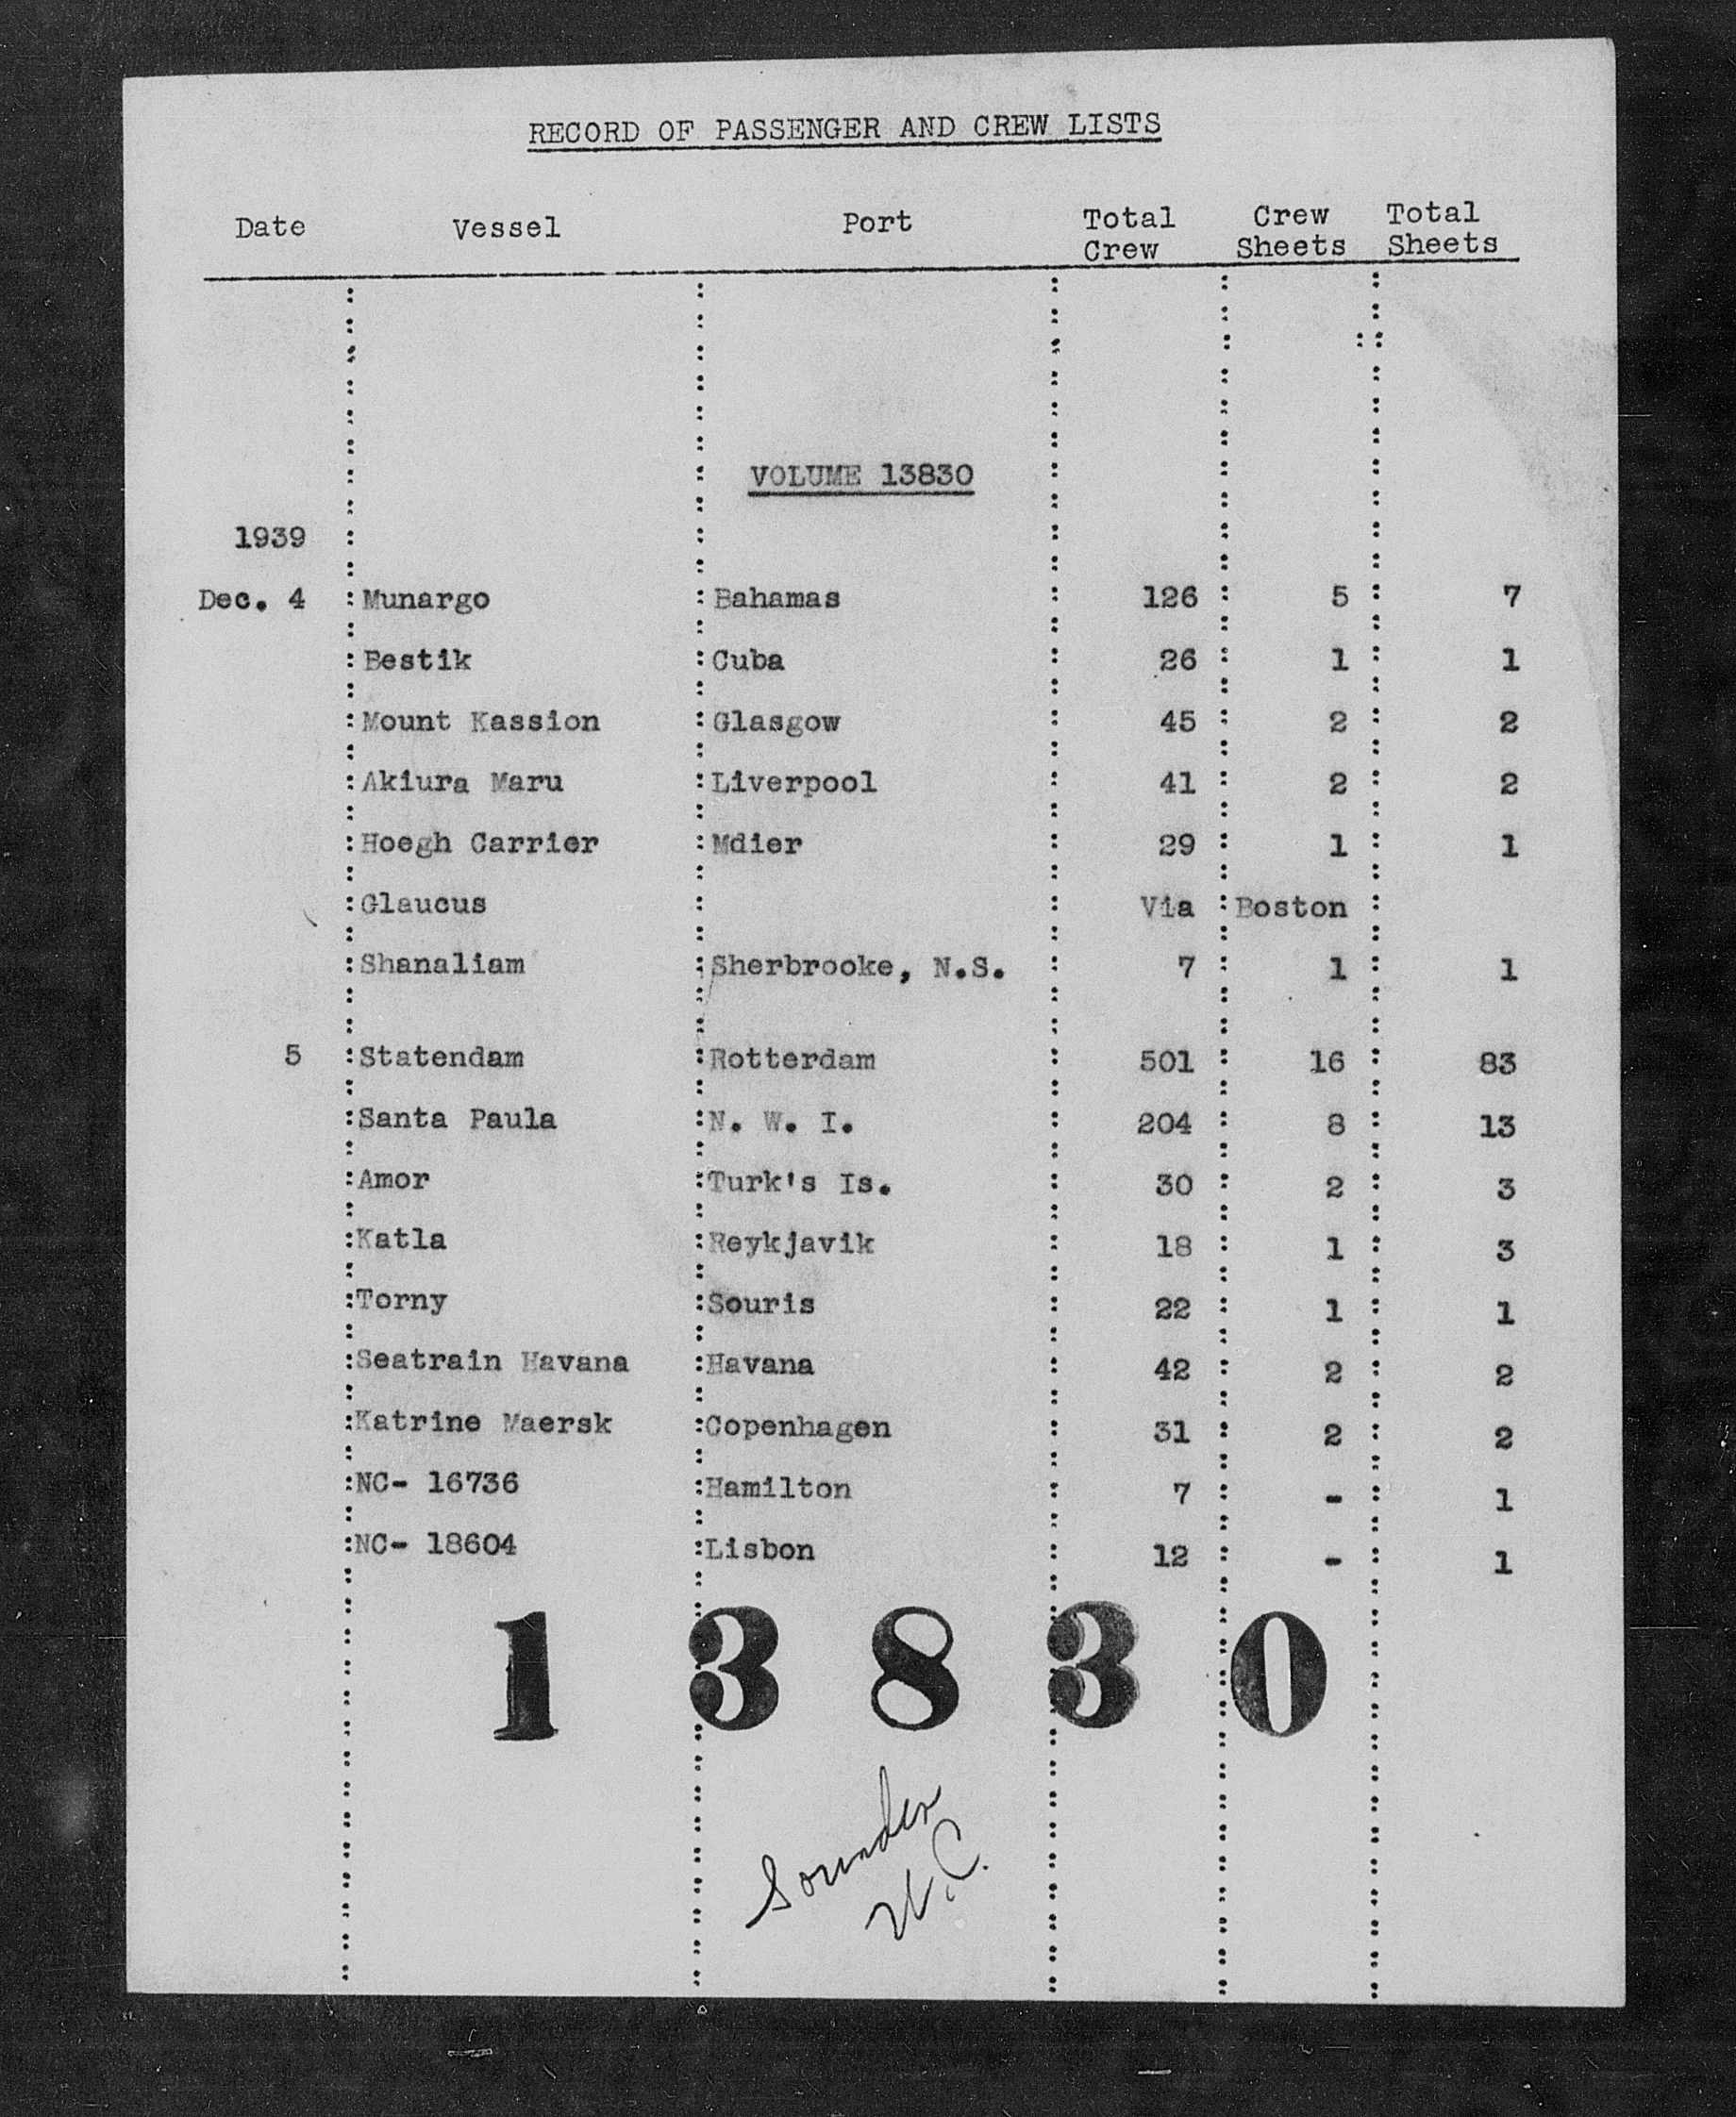 RECORD OF PASSENGER AND CREW LISTS
Date Vessel Port Total Crew Crew Sheets Total Sheets
VOLUME 13830
1939
Dec. 4 Munargo Bahamas 126 5 7
Bestik Cuba 26 1 1
Mount Kassion Glasgow 45 2 2
Akiura Maru Liverpool 41 2 2
Hoegh Carrier Mdier 29 1 1
Glaucus Via Boston
Shanaliam Sherbrooke, N.S. 7 1 1
5 Statendam Rotterdam 501 16 83
Santa Paula N. W. I. 204 8 13
Amor Turk's Is. 30 2 3
Katla Reykjavik 18 1 3
Torny Souris 22 1 1
Seatrain Havana Havana 42 2 2
Katrine Maersk Copenhagen 31 2 2
NC- 16736 Hamilton 7 - 1
NC- 18604 Lisbon 12 - 1
1 3 8 3 0